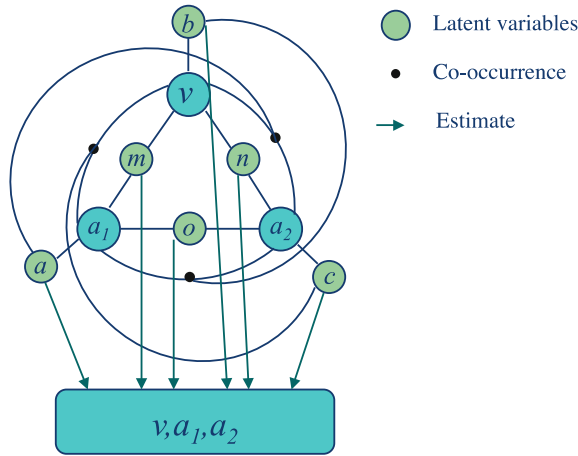 b
Latent variables
v
Co-occurrence
Estimate
m
n
a₁
o
a₂
a
c
v,a₁,a₂